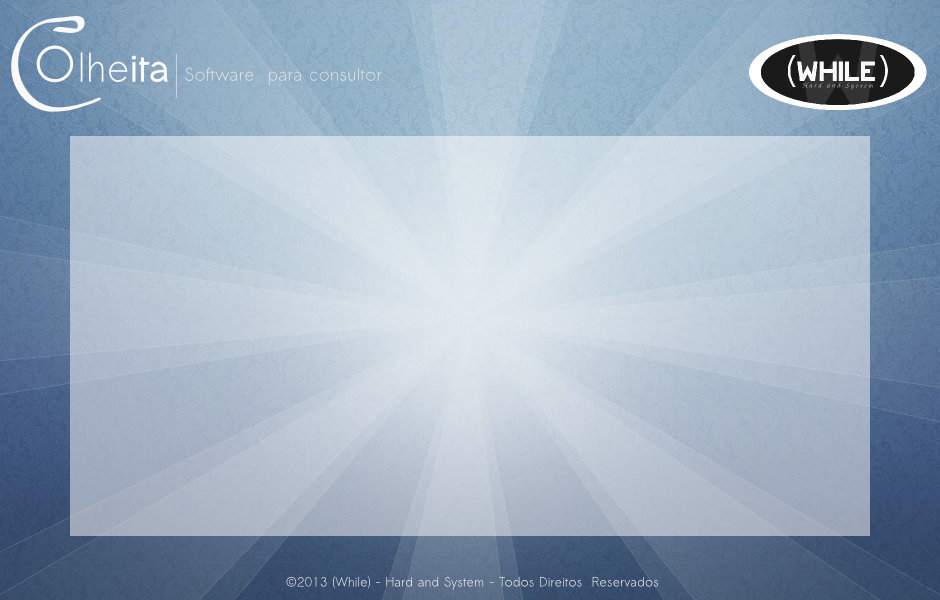 Colheita
Software para consultor
(WHILE)
Hard and System
©2013 (While) - Hard and System - Todos Direitos Reservados